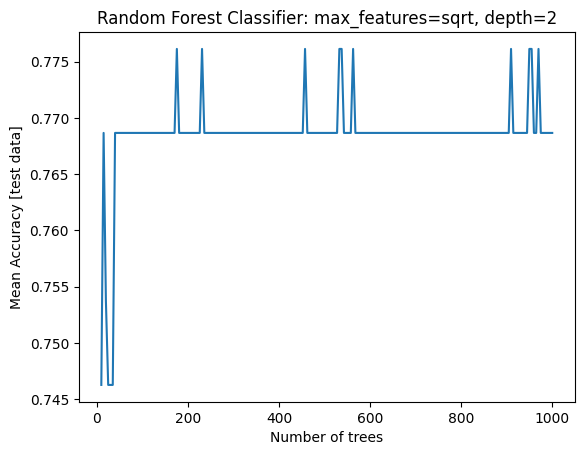 Random Forest Classifier: max_features=sqrt, depth=2
Mean Accuracy [test data]
0.775
0.770
0.765
0.760
0.755
0.750
0.745
0 200 400 600 800 1000
Number of trees